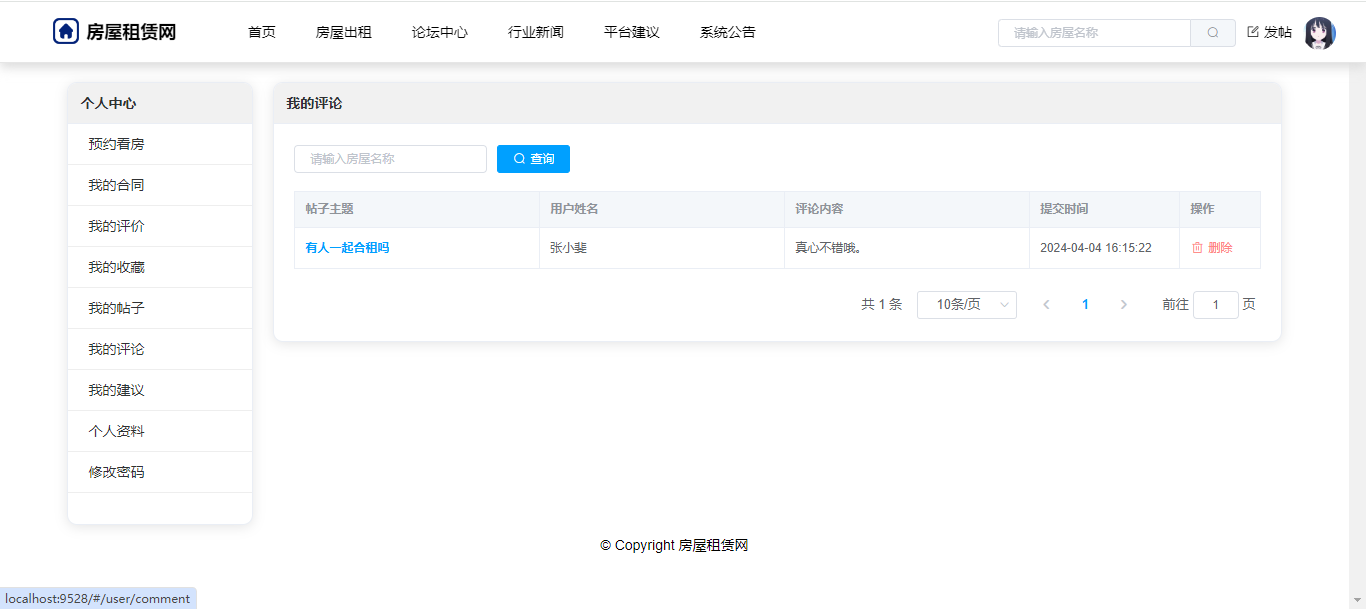 房屋租赁网 首页 房屋出租 论坛中心 行业新闻 平台建议 系统公告 请输入房屋名称 发帖
个人中心
预约看房
我的合同
我的评价
我的收藏
我的帖子
我的评论
我的建议
个人资料
修改密码
我的评论
请输入房屋名称 查询
帖子主题 用户姓名 评论内容 提交时间 操作
有人一起合租吗 张小斐 真心不错哦。 2024-04-04 16:15:22 删除
共 1 条 10条/页 1 前往 1 页
© Copyright 房屋租赁网
localhost:9528/#/user/comment